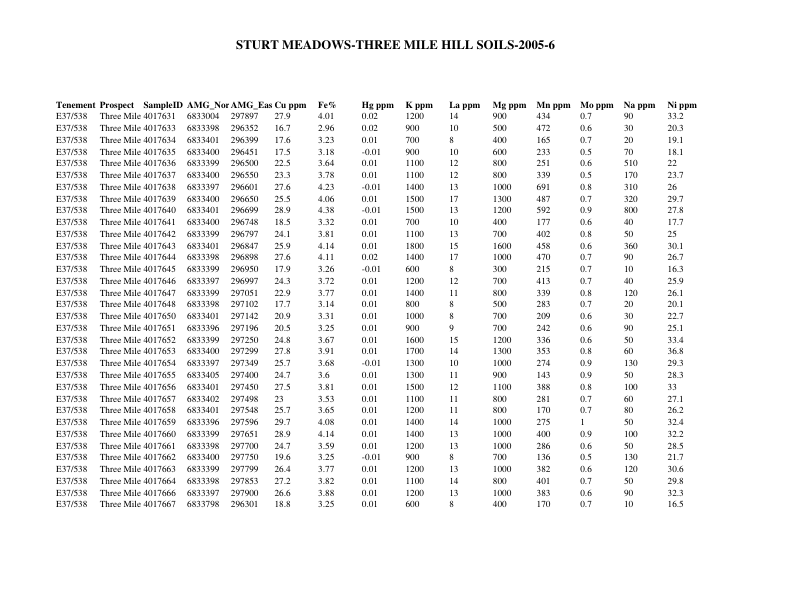 STURT MEADOWS-THREE MILE HILL SOILS-2005-6
Tenement Prospect SampleID AMG_Nor AMG_Eas Cu ppm Fe% Hg ppm K ppm La ppm Mg ppm Mn ppm Mo ppm Na ppm Ni ppm
E37/538 Three Mile 4017631 6833004 297897 27.9 4.01 0.02 1200 14 900 434 0.7 90 33.2
E37/538 Three Mile 4017633 6833398 296352 16.7 2.96 0.02 900 10 500 472 0.6 30 20.3
E37/538 Three Mile 4017634 6833401 296399 17.6 3.23 0.01 700 8 400 165 0.7 20 19.1
E37/538 Three Mile 4017635 6833400 296451 17.5 3.18 -0.01 900 10 600 233 0.5 70 18.1
E37/538 Three Mile 4017636 6833399 296500 22.5 3.64 0.01 1100 12 800 251 0.6 510 22
E37/538 Three Mile 4017637 6833400 296550 23.3 3.78 0.01 1100 12 800 339 0.5 170 23.7
E37/538 Three Mile 4017638 6833397 296601 27.6 4.23 -0.01 1400 13 1000 691 0.8 310 26
E37/538 Three Mile 4017639 6833400 296650 25.5 4.06 0.01 1500 17 1300 487 0.7 320 29.7
E37/538 Three Mile 4017640 6833401 296699 28.9 4.38 -0.01 1500 13 1200 592 0.9 800 27.8
E37/538 Three Mile 4017641 6833400 296748 18.5 3.32 0.01 700 10 400 177 0.6 40 17.7
E37/538 Three Mile 4017642 6833399 296797 24.1 3.81 0.01 1100 13 700 402 0.8 50 25
E37/538 Three Mile 4017643 6833401 296847 25.9 4.14 0.01 1800 15 1600 458 0.6 360 30.1
E37/538 Three Mile 4017644 6833398 296898 27.6 4.11 0.02 1400 17 1000 470 0.7 90 26.7
E37/538 Three Mile 4017645 6833399 296950 17.9 3.26 -0.01 600 8 300 215 0.7 10 16.3
E37/538 Three Mile 4017646 6833397 296997 24.3 3.72 0.01 1200 12 700 413 0.7 40 25.9
E37/538 Three Mile 4017647 6833399 297051 22.9 3.77 0.01 1400 11 800 339 0.8 120 26.1
E37/538 Three Mile 4017648 6833398 297102 17.7 3.14 0.01 800 8 500 283 0.7 20 20.1
E37/538 Three Mile 4017650 6833401 297142 20.9 3.31 0.01 1000 8 700 209 0.6 30 22.7
E37/538 Three Mile 4017651 6833396 297196 20.5 3.25 0.01 900 9 700 242 0.6 90 25.1
E37/538 Three Mile 4017652 6833399 297250 24.8 3.67 0.01 1600 15 1200 336 0.6 50 33.4
E37/538 Three Mile 4017653 6833400 297299 27.8 3.91 0.01 1700 14 1300 353 0.8 60 36.8
E37/538 Three Mile 4017654 6833397 297349 25.7 3.68 -0.01 1300 10 1000 274 0.9 130 29.3
E37/538 Three Mile 4017655 6833405 297400 24.7 3.6 0.01 1300 11 900 143 0.9 50 28.3
E37/538 Three Mile 4017656 6833401 297450 27.5 3.81 0.01 1500 12 1100 388 0.8 100 33
E37/538 Three Mile 4017657 6833402 297498 23 3.53 0.01 1100 11 800 281 0.7 60 27.1
E37/538 Three Mile 4017658 6833401 297548 25.7 3.65 0.01 1200 11 800 170 0.7 80 26.2
E37/538 Three Mile 4017659 6833396 297596 29.7 4.08 0.01 1400 14 1000 275 1 50 32.4
E37/538 Three Mile 4017660 6833399 297651 28.9 4.14 0.01 1400 13 1000 400 0.9 100 32.2
E37/538 Three Mile 4017661 6833398 297700 24.7 3.59 0.01 1200 13 1000 286 0.6 50 28.5
E37/538 Three Mile 4017662 6833400 297750 19.6 3.25 -0.01 900 8 700 136 0.5 130 21.7
E37/538 Three Mile 4017663 6833399 297799 26.4 3.77 0.01 1200 13 1000 382 0.6 120 30.6
E37/538 Three Mile 4017664 6833398 297853 27.2 3.82 0.01 1100 14 800 401 0.7 50 29.8
E37/538 Three Mile 4017666 6833397 297900 26.6 3.88 0.01 1200 13 1000 383 0.6 90 32.3
E37/538 Three Mile 4017667 6833798 296301 18.8 3.25 0.01 600 8 400 170 0.7 10 16.5